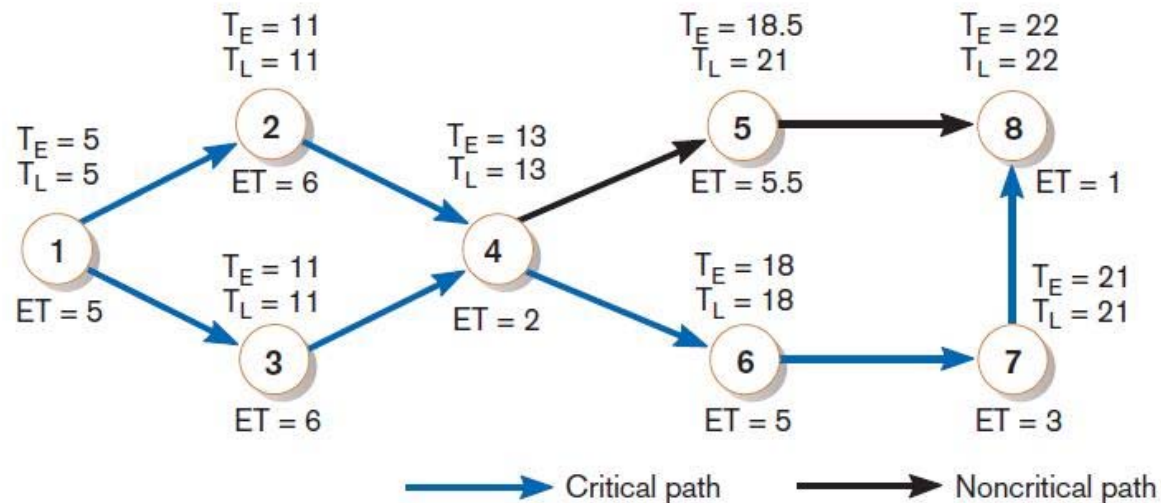 T_E = 11
T_L = 11
2
ET = 6
T_E = 5
T_L = 5
1
ET = 5
T_E = 11
T_L = 11
3
ET = 6
T_E = 13
T_L = 13
4
ET = 2
T_E = 18.5
T_L = 21
5
ET = 5.5
T_E = 18
T_L = 18
6
ET = 5
T_E = 22
T_L = 22
8
ET = 1
T_E = 21
T_L = 21
7
ET = 3
Critical path
Noncritical path